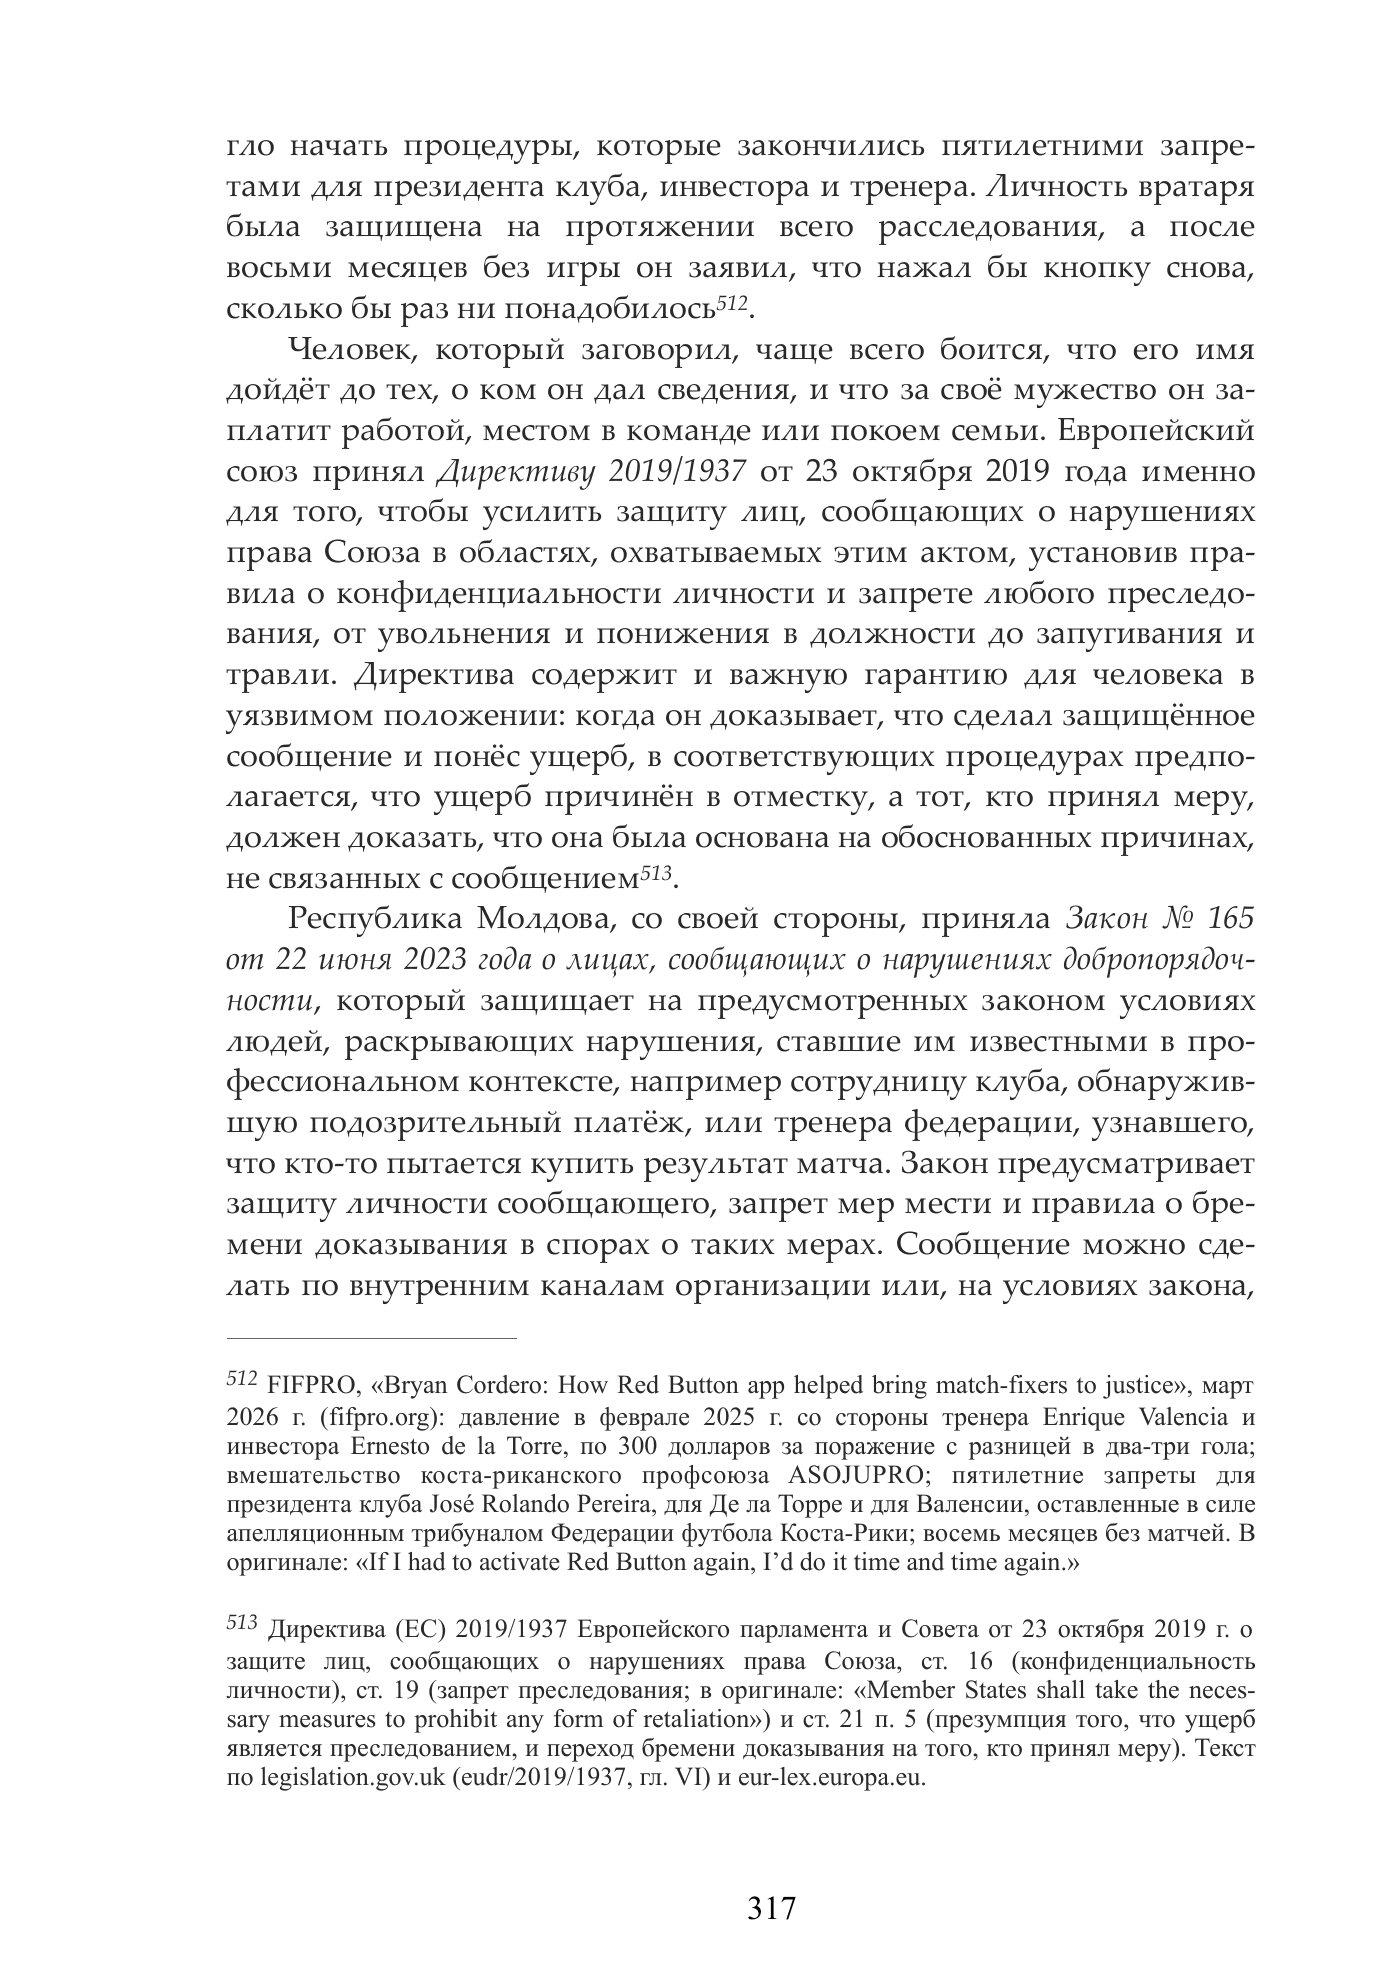 гло начать процедуры, которые закончились пятилетними запре-
тами для президента клуба, инвестора и тренера. Личность вратаря
была защищена на протяжении всего расследования, а после
восьми месяцев без игры он заявил, что нажал бы кнопку снова,
сколько бы раз ни понадобилось512.
Человек, который заговорил, чаще всего боится, что его имя
дойдёт до тех, о ком он дал сведения, и что за своё мужество он за-
платит работой, местом в команде или покоем семьи. Европейский
союз принял Директиву 2019/1937 от 23 октября 2019 года именно
для того, чтобы усилить защиту лиц, сообщающих о нарушениях
права Союза в областях, охватываемых этим актом, установив пра-
вила о конфиденциальности личности и запрете любого преследо-
вания, от увольнения и понижения в должности до запугивания и
травли. Директива содержит и важную гарантию для человека в
уязвимом положении: когда он доказывает, что сделал защищённое
сообщение и понёс ущерб, в соответствующих процедурах предпо-
лагается, что ущерб причинён в отместку, а тот, кто принял меру,
должен доказать, что она была основана на обоснованных причинах,
не связанных с сообщением513.
Республика Молдова, со своей стороны, приняла Закон № 165
от 22 июня 2023 года о лицах, сообщающих о нарушениях добропорядоч-
ности, который защищает на предусмотренных законом условиях
людей, раскрывающих нарушения, ставшие им известными в про-
фессиональном контексте, например сотрудницу клуба, обнаружив-
шую подозрительный платёж, или тренера федерации, узнавшего,
что кто-то пытается купить результат матча. Закон предусматривает
защиту личности сообщающего, запрет мер мести и правила о бре-
мени доказывания в спорах о таких мерах. Сообщение можно сде-
лать по внутренним каналам организации или, на условиях закона,
512 FIFPRO, «Bryan Cordero: How Red Button app helped bring match-fixers to justice», март
2026 г. (fifpro.org): давление в феврале 2025 г. со стороны тренера Enrique Valencia и
инвестора Ernesto de la Torre, по 300 долларов за поражение с разницей в два-три гола;
вмешательство коста-риканского профсоюза ASOJUPRO; пятилетние запреты для
президента клуба José Rolando Pereira, для Де ла Торре и для Валенсии, оставленные в силе
апелляционным трибуналом Федерации футбола Коста-Рики; восемь месяцев без матчей. В
оригинале: «If I had to activate Red Button again, I’d do it time and time again.»
513 Директива (ЕС) 2019/1937 Европейского парламента и Совета от 23 октября 2019 г. о
защите лиц, сообщающих о нарушениях права Союза, ст. 16 (конфиденциальность
личности), ст. 19 (запрет преследования; в оригинале: «Member States shall take the neces-
sary measures to prohibit any form of retaliation») и ст. 21 п. 5 (презумпция того, что ущерб
является преследованием, и переход бремени доказывания на того, кто принял меру). Текст
по legislation.gov.uk (eudr/2019/1937, гл. VI) и eur-lex.europa.eu.
317